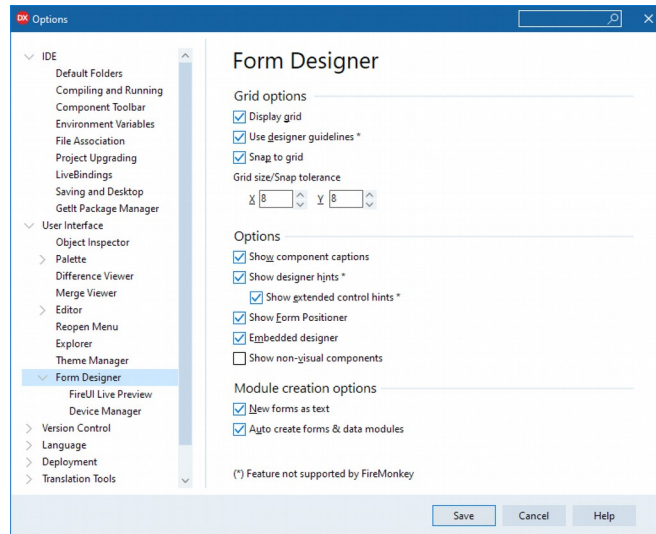 DX Options
IDE
Default Folders
Compiling and Running
Component Toolbar
Environment Variables
File Association
Project Upgrading
LiveBindings
Saving and Desktop
GetIt Package Manager
User Interface
Object Inspector
Palette
Difference Viewer
Merge Viewer
Editor
Reopen Menu
Explorer
Theme Manager
Form Designer
FireUI Live Preview
Device Manager
Version Control
Language
Deployment
Translation Tools
Form Designer
Grid options
Display grid
Use designer guidelines *
Snap to grid
Grid size/Snap tolerance
X 8 Y 8
Options
Show component captions
Show designer hints *
Show extended control hints *
Show Form Positioner
Embedded designer
Show non-visual components
Module creation options
New forms as text
Auto create forms & data modules
(*) Feature not supported by FireMonkey
Save Cancel Help